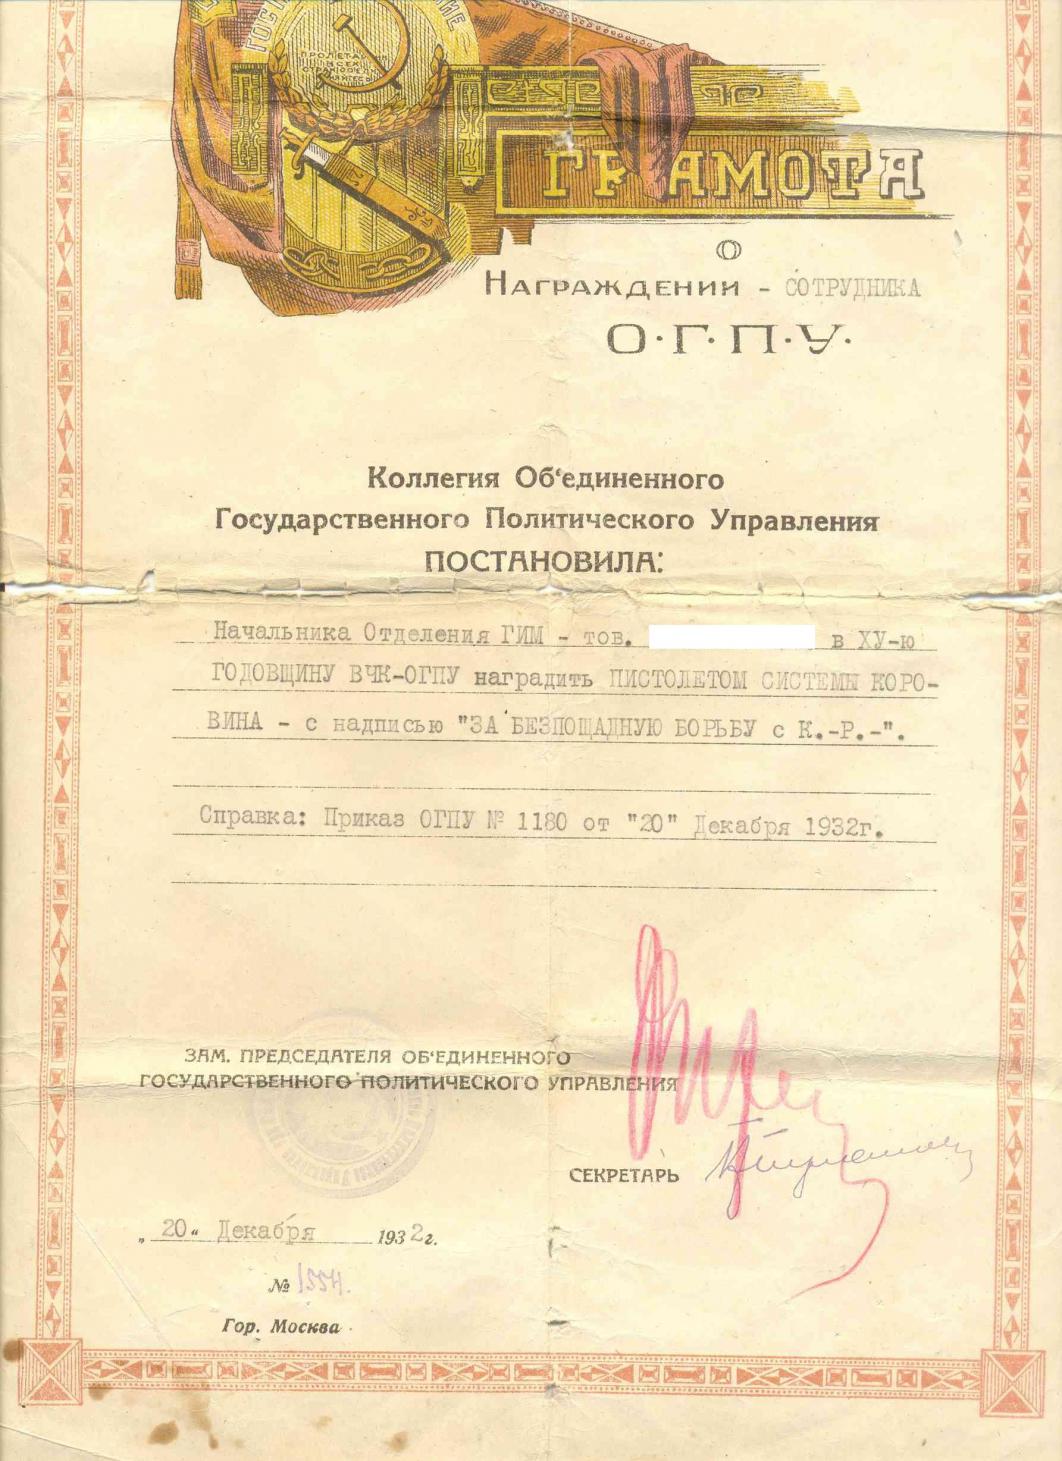 ПРОЛЕТАРИИ
ВСЕХ
ГРАМОТА
О
НАГРАЖДЕНИИ - СОТРУДНИКА
О·Г·П·У·
Коллегия Об‘единенного
Государственного Политического Управления
ПОСТАНОВИЛА:
Начальника Отделения ГИМ - тов. в ХУ-ю
ГОДОВЩИНУ ВЧК-ОГПУ наградить ПИСТОЛЕТОМ СИСТЕМЫ КОРО-
ВИНА - с надписью "ЗА БЕЗПОЩАДНУЮ БОРЬБУ с К.-Р.-".
Справка: Приказ ОГПУ № 1180 от "20" Декабря 1932г.
ЗАМ. ПРЕДСЕДАТЕЛЯ ОБ‘ЕДИНЕННОГО
ГОСУДАРСТВЕННОГО ПОЛИТИЧЕСКОГО УПРАВЛЕНИЯ
СЕКРЕТАРЬ
„ 20 “ Декабря 1932г.
№ 1554.
Гор. Москва